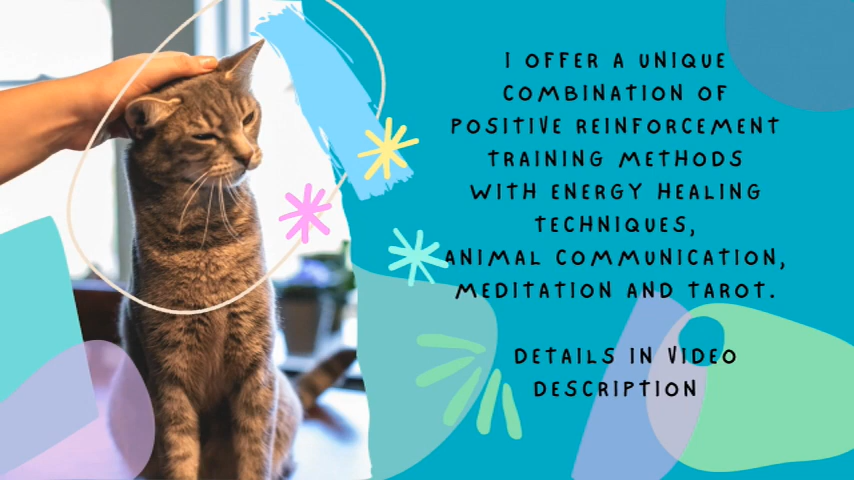 I OFFER A UNIQUE
COMBINATION OF
POSITIVE REINFORCEMENT
TRAINING METHODS
WITH ENERGY HEALING
TECHNIQUES,
ANIMAL COMMUNICATION,
MEDITATION AND TAROT.
DETAILS IN VIDEO
DESCRIPTION